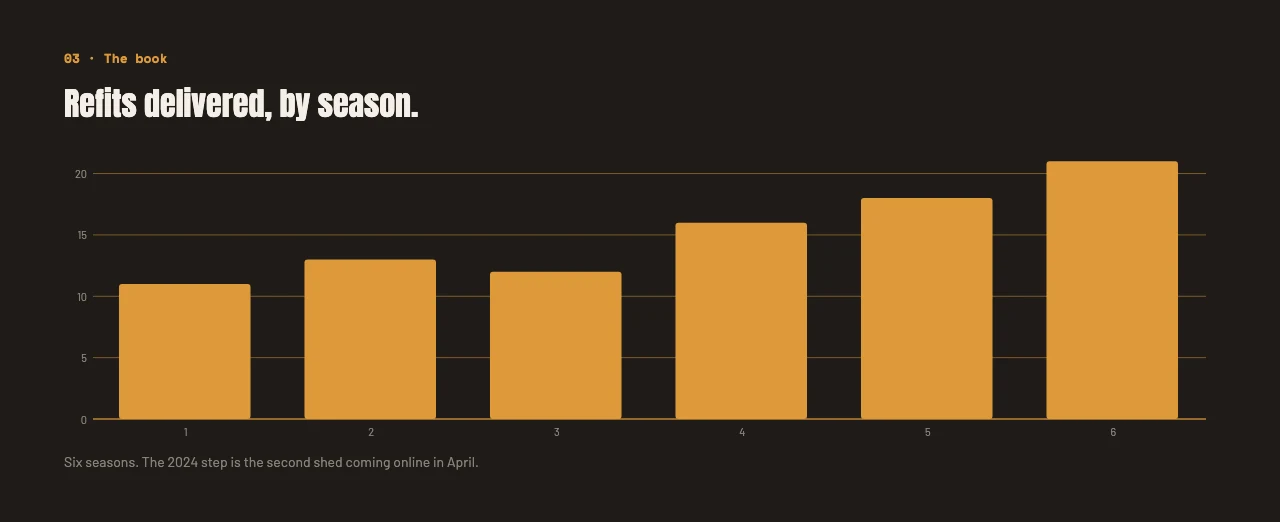 03 · The book
Refits delivered, by season.
20
15
10
5
0
1 2 3 4 5 6
Six seasons. The 2024 step is the second shed coming online in April.